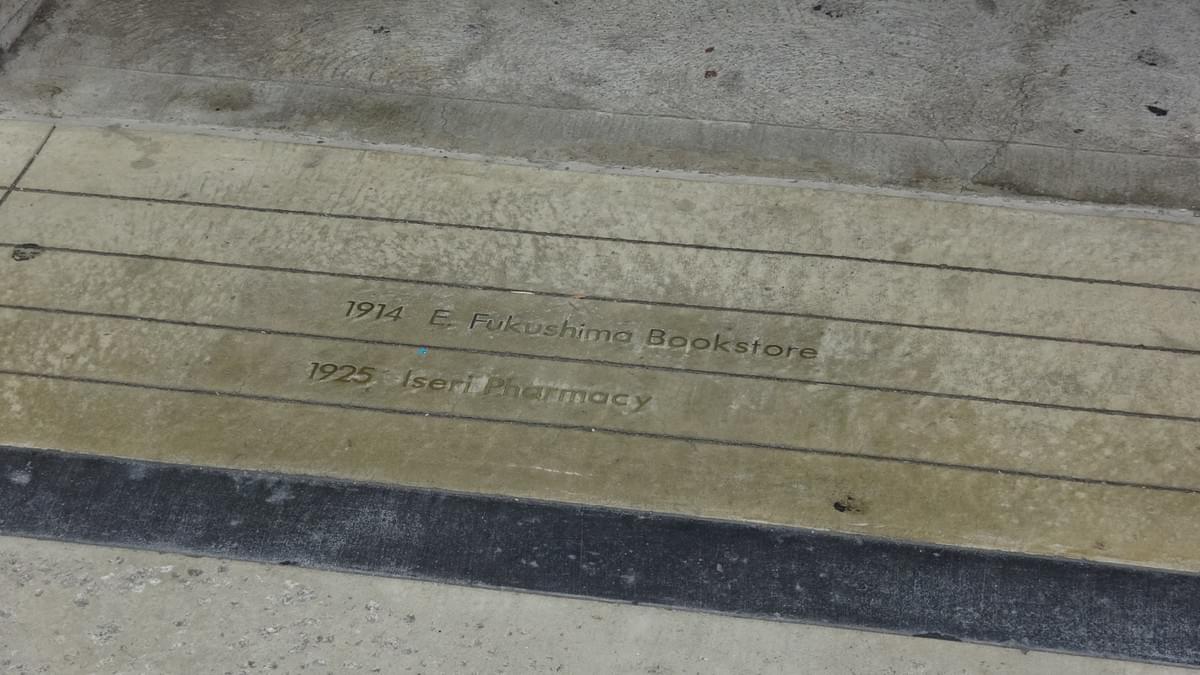 1914 E. Fukushima Bookstore
1925 Iseri Pharmacy